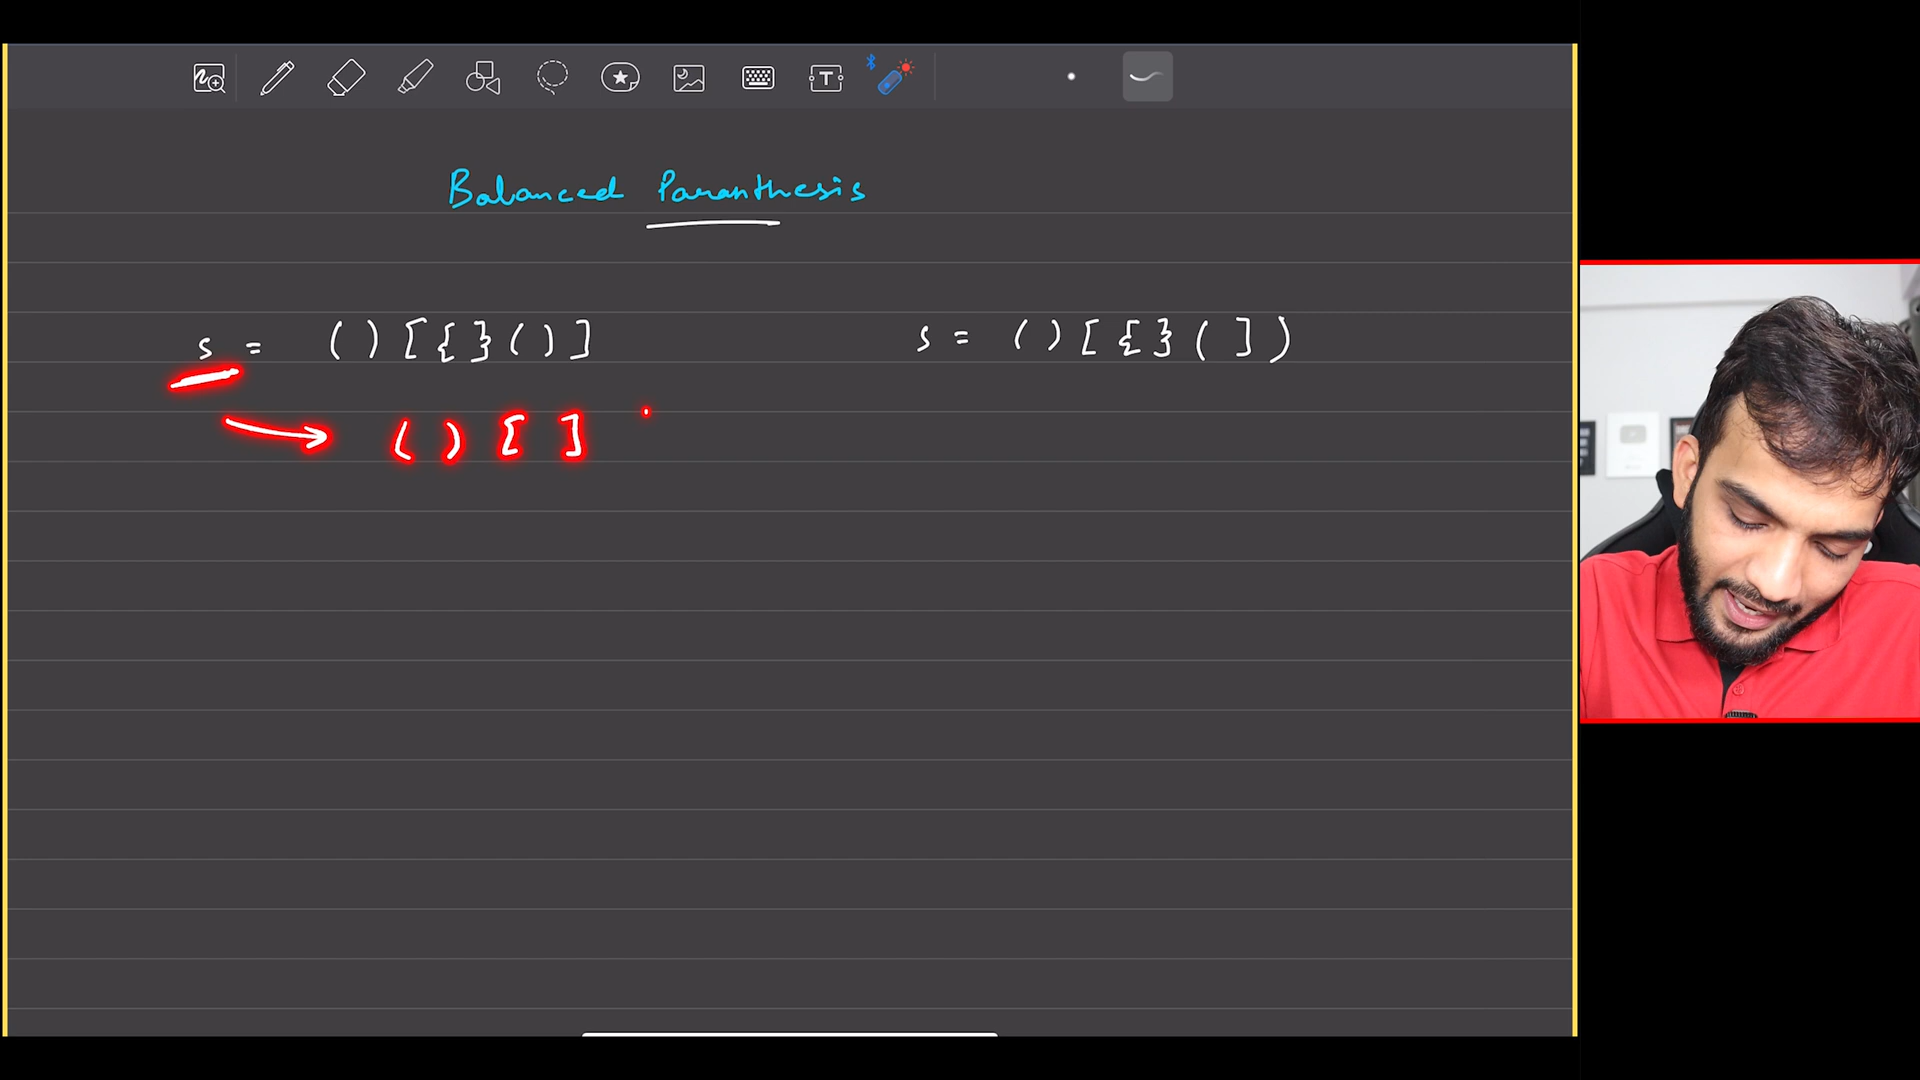 Balanced Paranthesis
s = ( ) [ { } ( ) ]
s = ( ) [ { } ( ] )
( ) [ ]